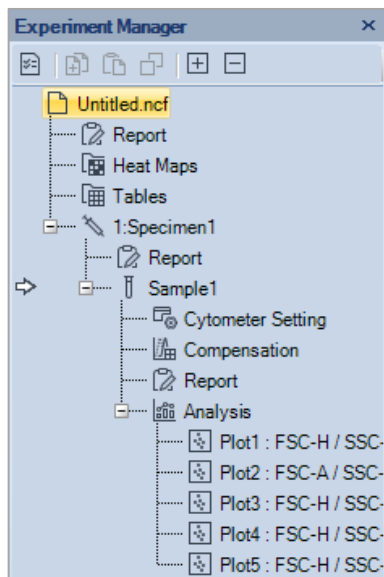 Experiment Manager
Untitled.ncf
Report
Heat Maps
Tables
1:Specimen1
Report
Sample1
Cytometer Setting
Compensation
Report
Analysis
Plot1 : FSC-H / SSC-
Plot2 : FSC-A / SSC-
Plot3 : FSC-H / SSC-
Plot4 : FSC-H / SSC-
Plot5 : FSC-H / SSC-